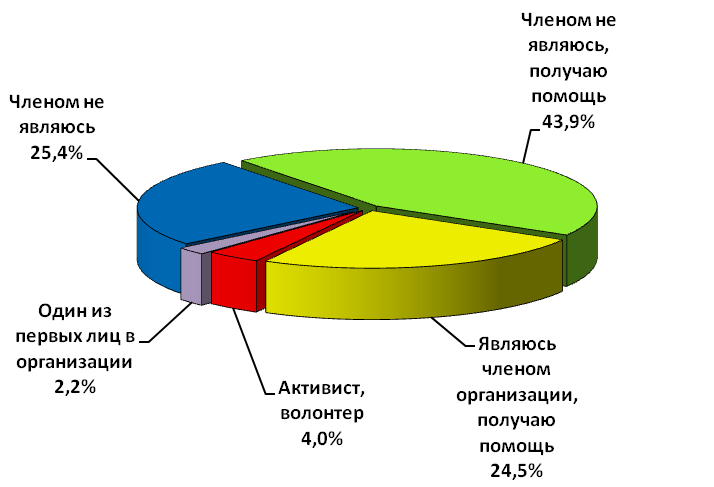 Членом не
являюсь,
получаю
помощь
43,9%
Членом не
являюсь
25,4%
Один из
первых лиц в
организации
2,2%
Активист,
волонтер
4,0%
Являюсь
членом
организации,
получаю
помощь
24,5%